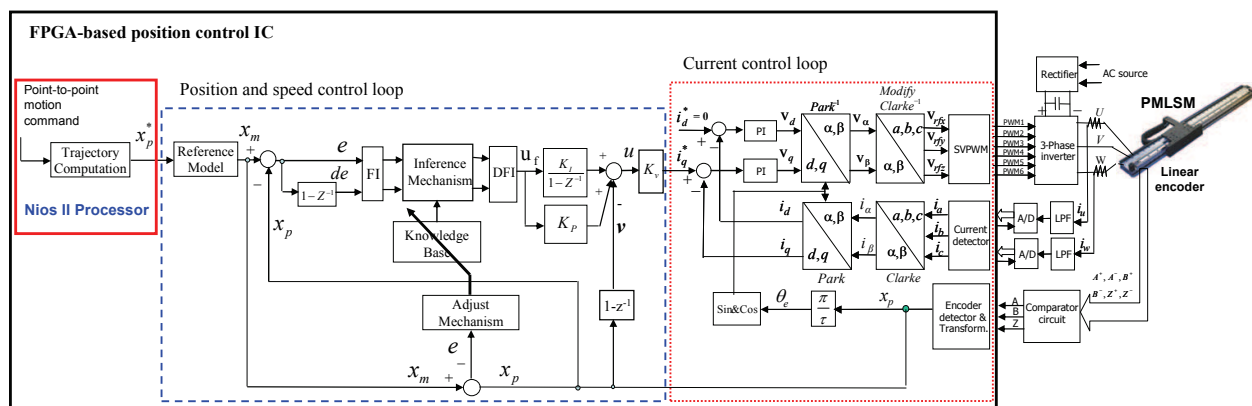 FPGA-based position control IC
Point-to-point
motion
command
x*p
Trajectory
Computation
Nios II Processor
Position and speed control loop
Reference
Model
xm
+
−
xp
e
de
1−Z⁻¹
FI
Inference
Mechanism
Knowledge
Base
Adjust
Mechanism
DFI
uf
KI
1−Z⁻¹
KP
+
+
-
v
u
Kv
1-z⁻¹
e
−
xm
+
xp
Current control loop
i*d = 0
+
−
i*q
+
−
PI
PI
vd
vq
Park⁻¹
α,β
d,q
vα
vβ
Modify
Clarke⁻¹
a,b,c
α,β
Vrfx
Vrfy
Vrfz
SVPWM
id
iq
α,β
d,q
Park
iα
iβ
a,b,c
α,β
Clarke
ia
ib
ic
Current
detector
Sin&Cos
θe
π
τ
xp
Encoder
detector &
Transform.
PWM1
PWM2
PWM3
PWM4
PWM5
PWM6
Rectifier
AC source
+
−
3-Phase
inverter
U
V
W
PMLSM
Linear
encoder
A/D
LPF
iu
A/D
LPF
iw
A
B
Z
Comparator
circuit
A⁺, A⁻, B⁺
B⁻, Z⁺, Z⁻